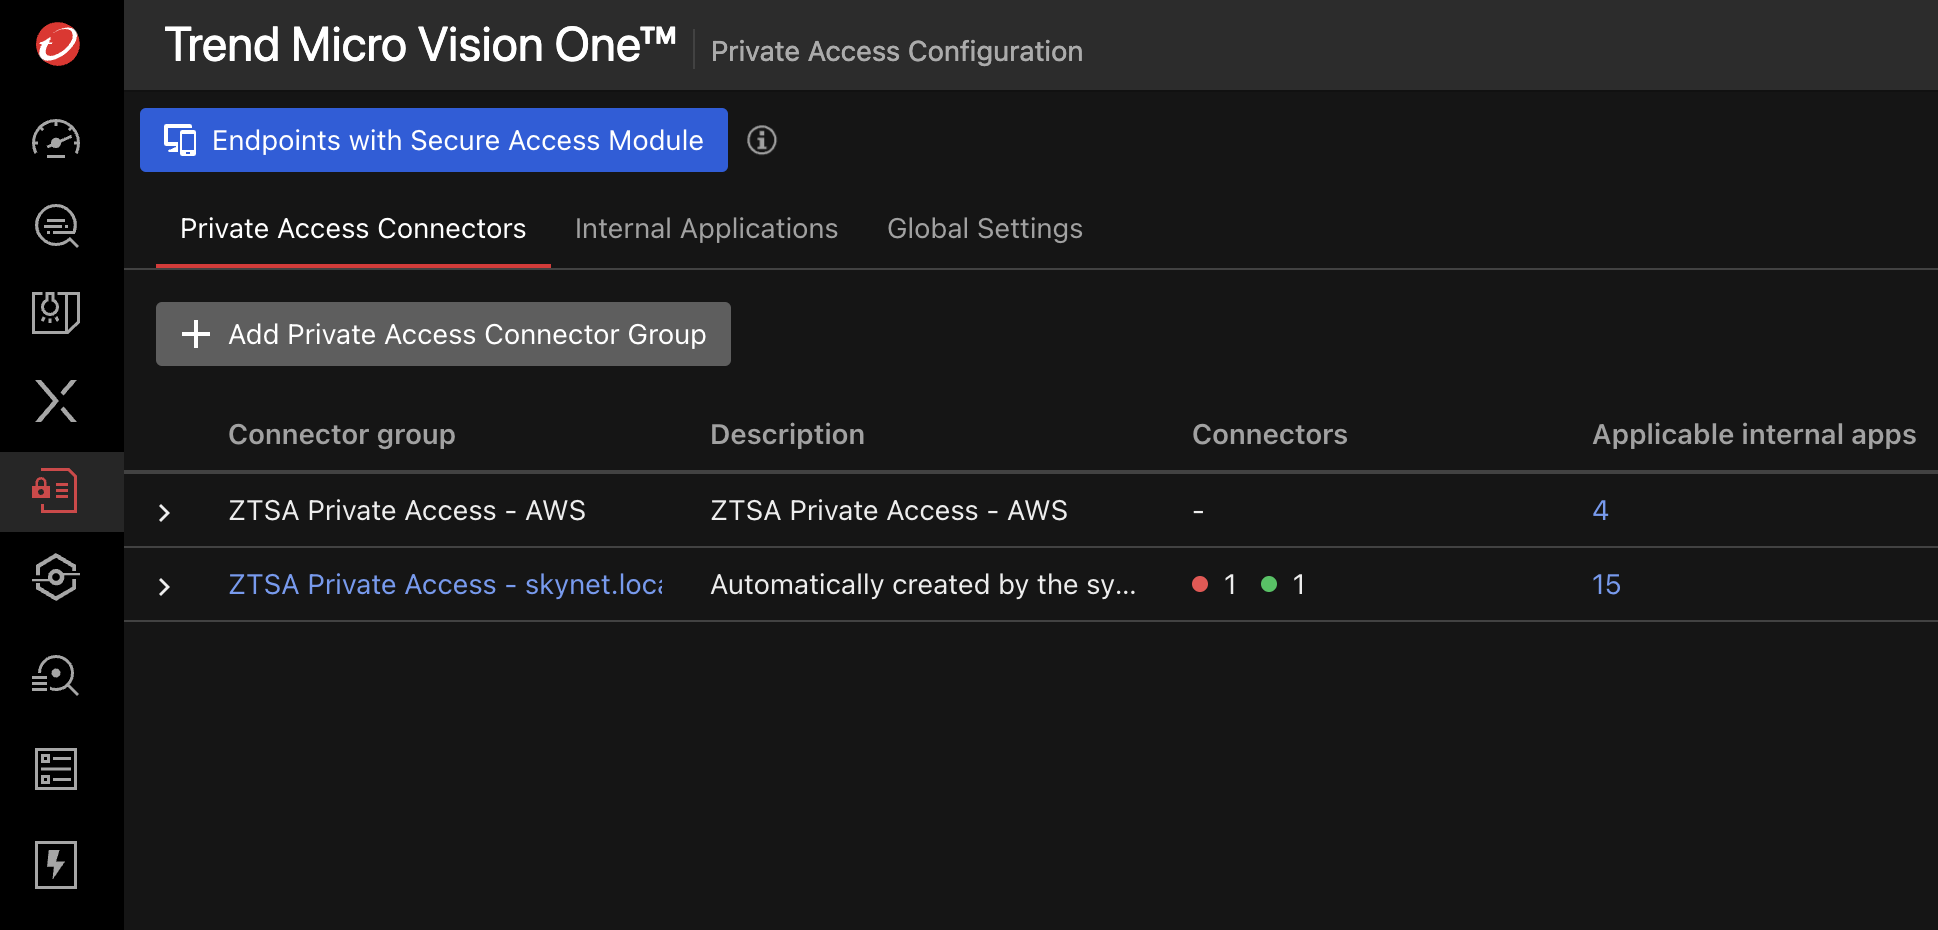 Trend Micro Vision One™ Private Access Configuration
Endpoints with Secure Access Module
Private Access Connectors Internal Applications Global Settings
Add Private Access Connector Group
Connector group Description Connectors Applicable internal apps
ZTSA Private Access - AWS ZTSA Private Access - AWS - 4
ZTSA Private Access - skynet.loca Automatically created by the sy... 1 1 15